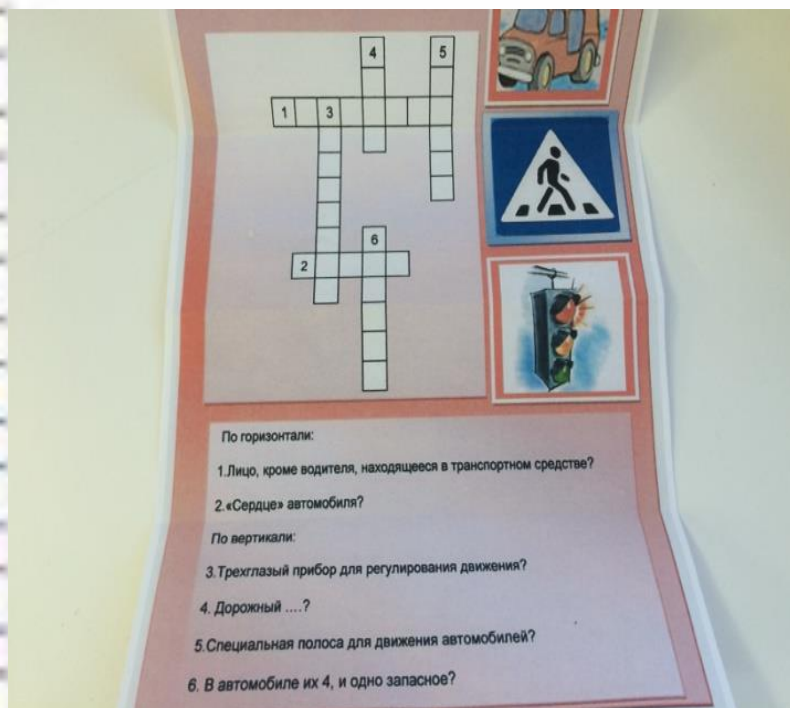 4 5
1 3
6
2
По горизонтали:
1.Лицо, кроме водителя, находящееся в транспортном средстве?
2.«Сердце» автомобиля?
По вертикали:
3.Трехглазый прибор для регулирования движения?
4. Дорожный ....?
5.Специальная полоса для движения автомобилей?
6. В автомобиле их 4, и одно запасное?